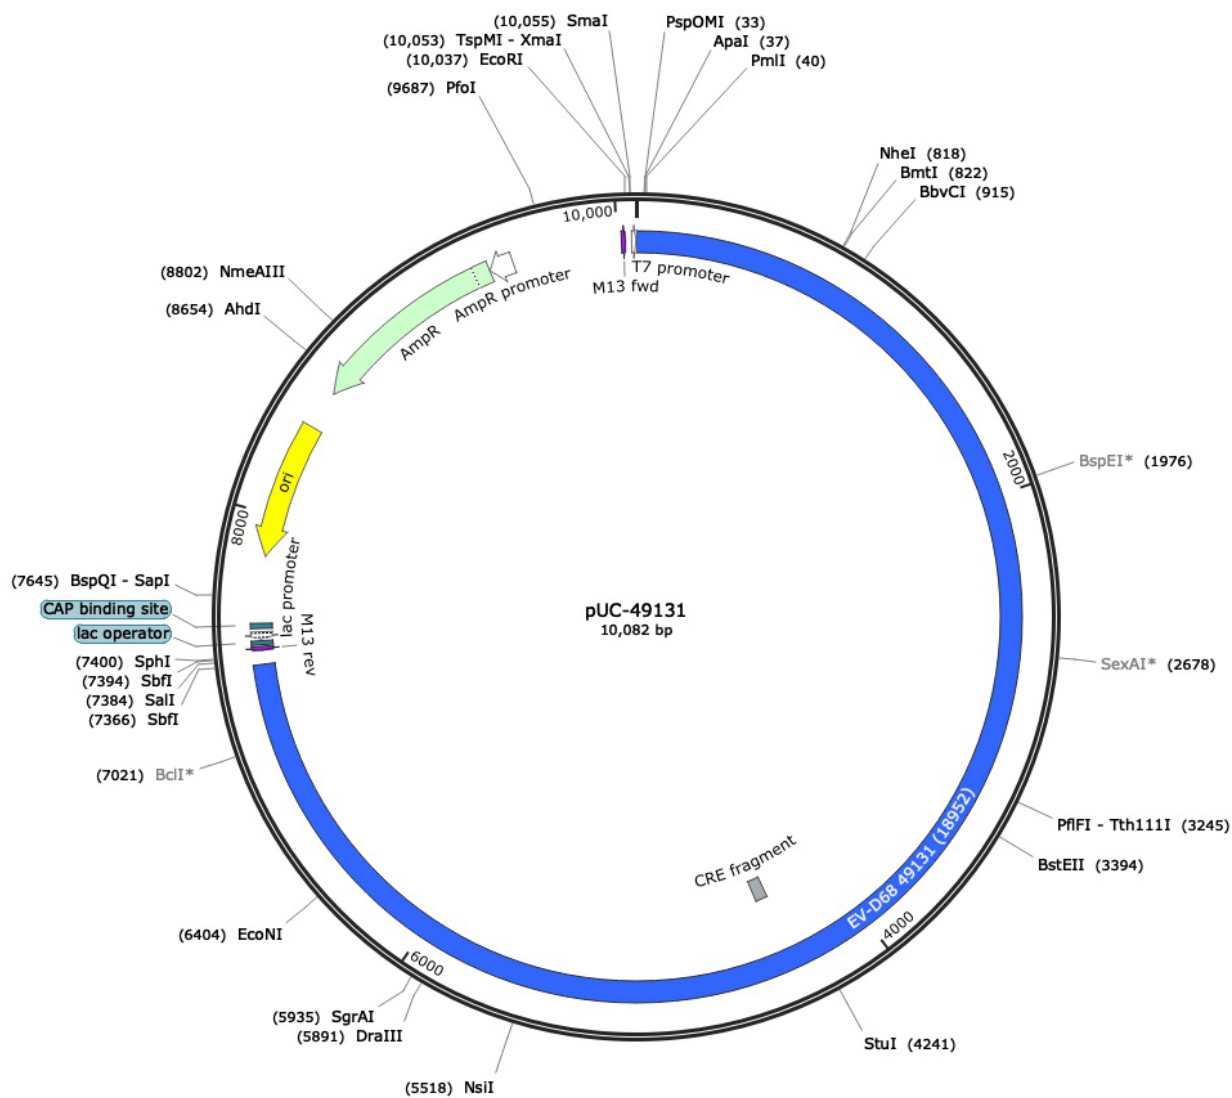 (10,055) SmaI
(10,053) TspMI - XmaI
(10,037) EcoRI
(9687) PfoI
PspOMI (33)
ApaI (37)
PmlI (40)
NheI (818)
BmtI (822)
BbvCI (915)
10,000
T7 promoter
M13 fwd
AmpR promoter
AmpR
(8802) NmeAIII
(8654) AhdI
BspEI* (1976)
2000
ori
8000
lac promoter
(7645) BspQI - SapI
CAP binding site
lac operator
M13 rev
(7400) SphI
(7394) SbfI
(7384) SalI
(7366) SbfI
pUC-49131
10,082 bp
SexAI* (2678)
(7021) BclI*
PflFI - Tth111I (3245)
BstEII (3394)
EV-D68 49131 (18952)
CRE fragment
4000
(6404) EcoNI
6000
(5935) SgrAI
(5891) DraIII
StuI (4241)
(5518) NsiI